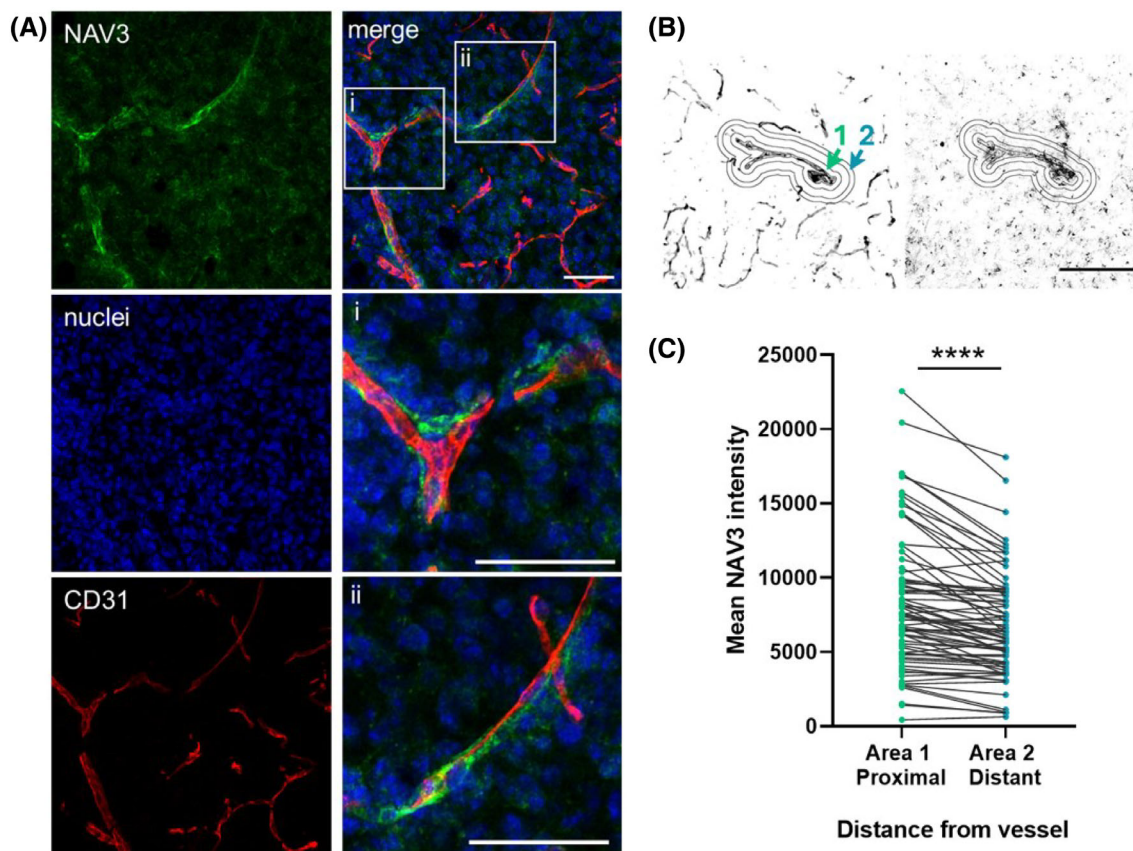 (A)
NAV3
merge
i
ii
nuclei
i
CD31
ii
(B)
1 2
(C)
25000
20000
15000
10000
5000
0
Mean NAV3 intensity
****
Area 1 Area 2
Proximal Distant
Distance from vessel